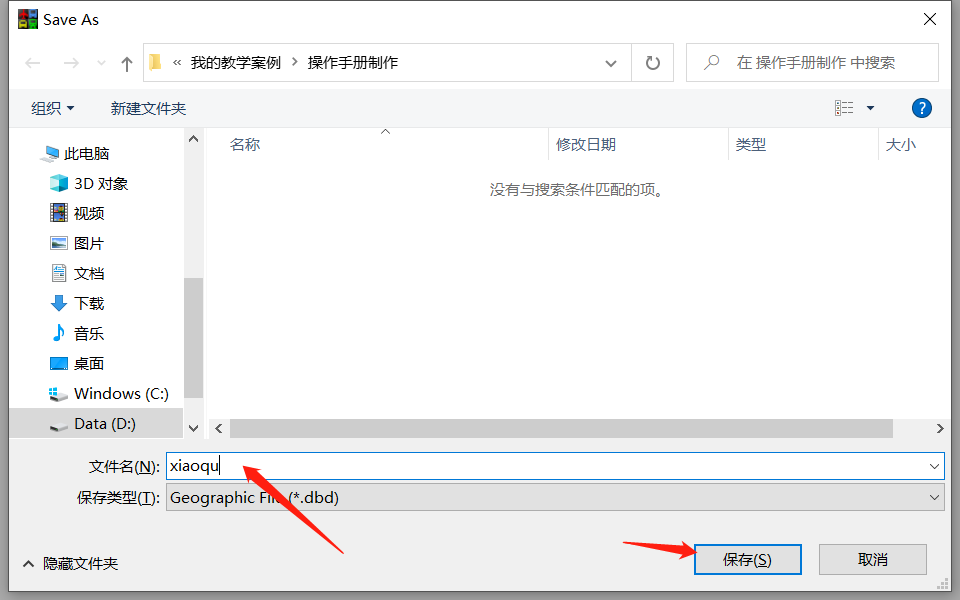 Save As
« 我的教学案例 › 操作手册制作
在 操作手册制作 中搜索
组织 新建文件夹
?
名称 修改日期 类型 大小
没有与搜索条件匹配的项。
此电脑
3D 对象
视频
图片
文档
下载
音乐
桌面
Windows (C:)
Data (D:)
文件名(N): xiaoqu
保存类型(T): Geographic File (*.dbd)
隐藏文件夹
保存(S) 取消